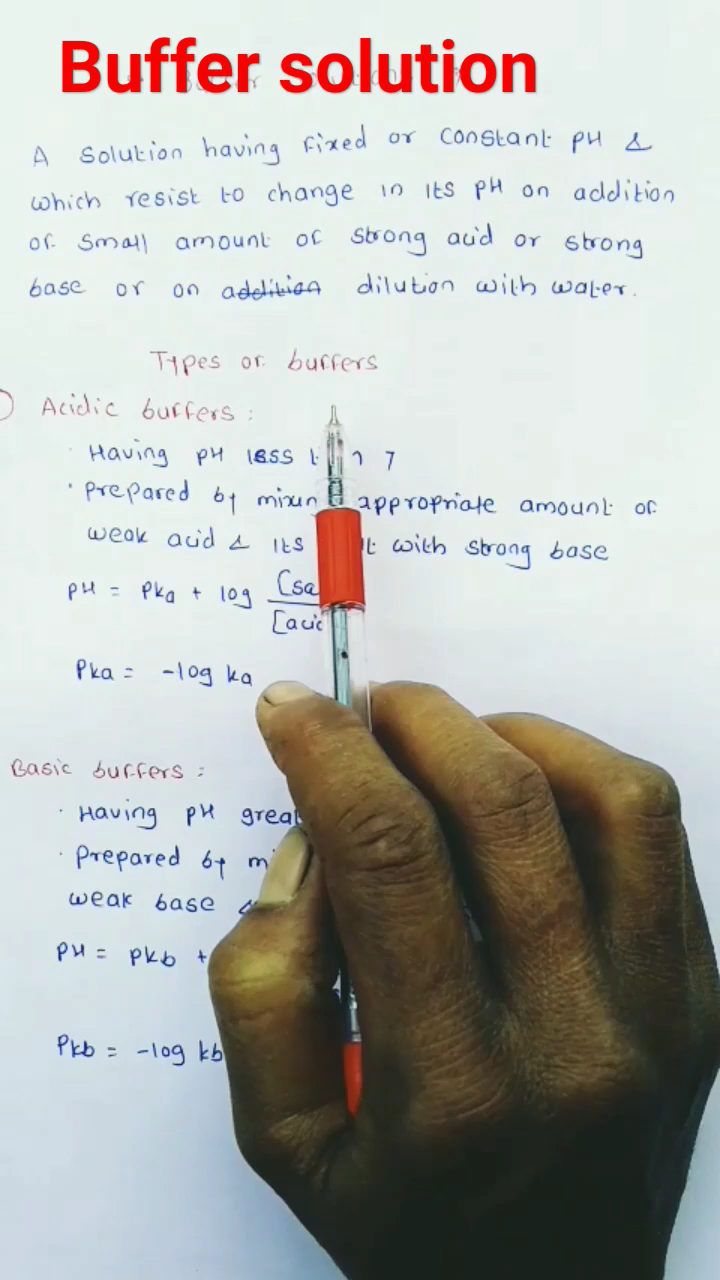 Buffer solution
A solution having fixed or constant pH &
which resist to change in its pH on addition
of small amount of strong acid or strong
base or on addition dilution with water.
Types of buffers
Acidic buffers :
· Having pH less 7
· Prepared by appropriate amount of
weak acid & its with strong base
pH = Pka + log
Pka = -log ka
Basic buffers :
· Having pH
· Prepared by
weak base
pH = pkb +
Pkb = -log kb